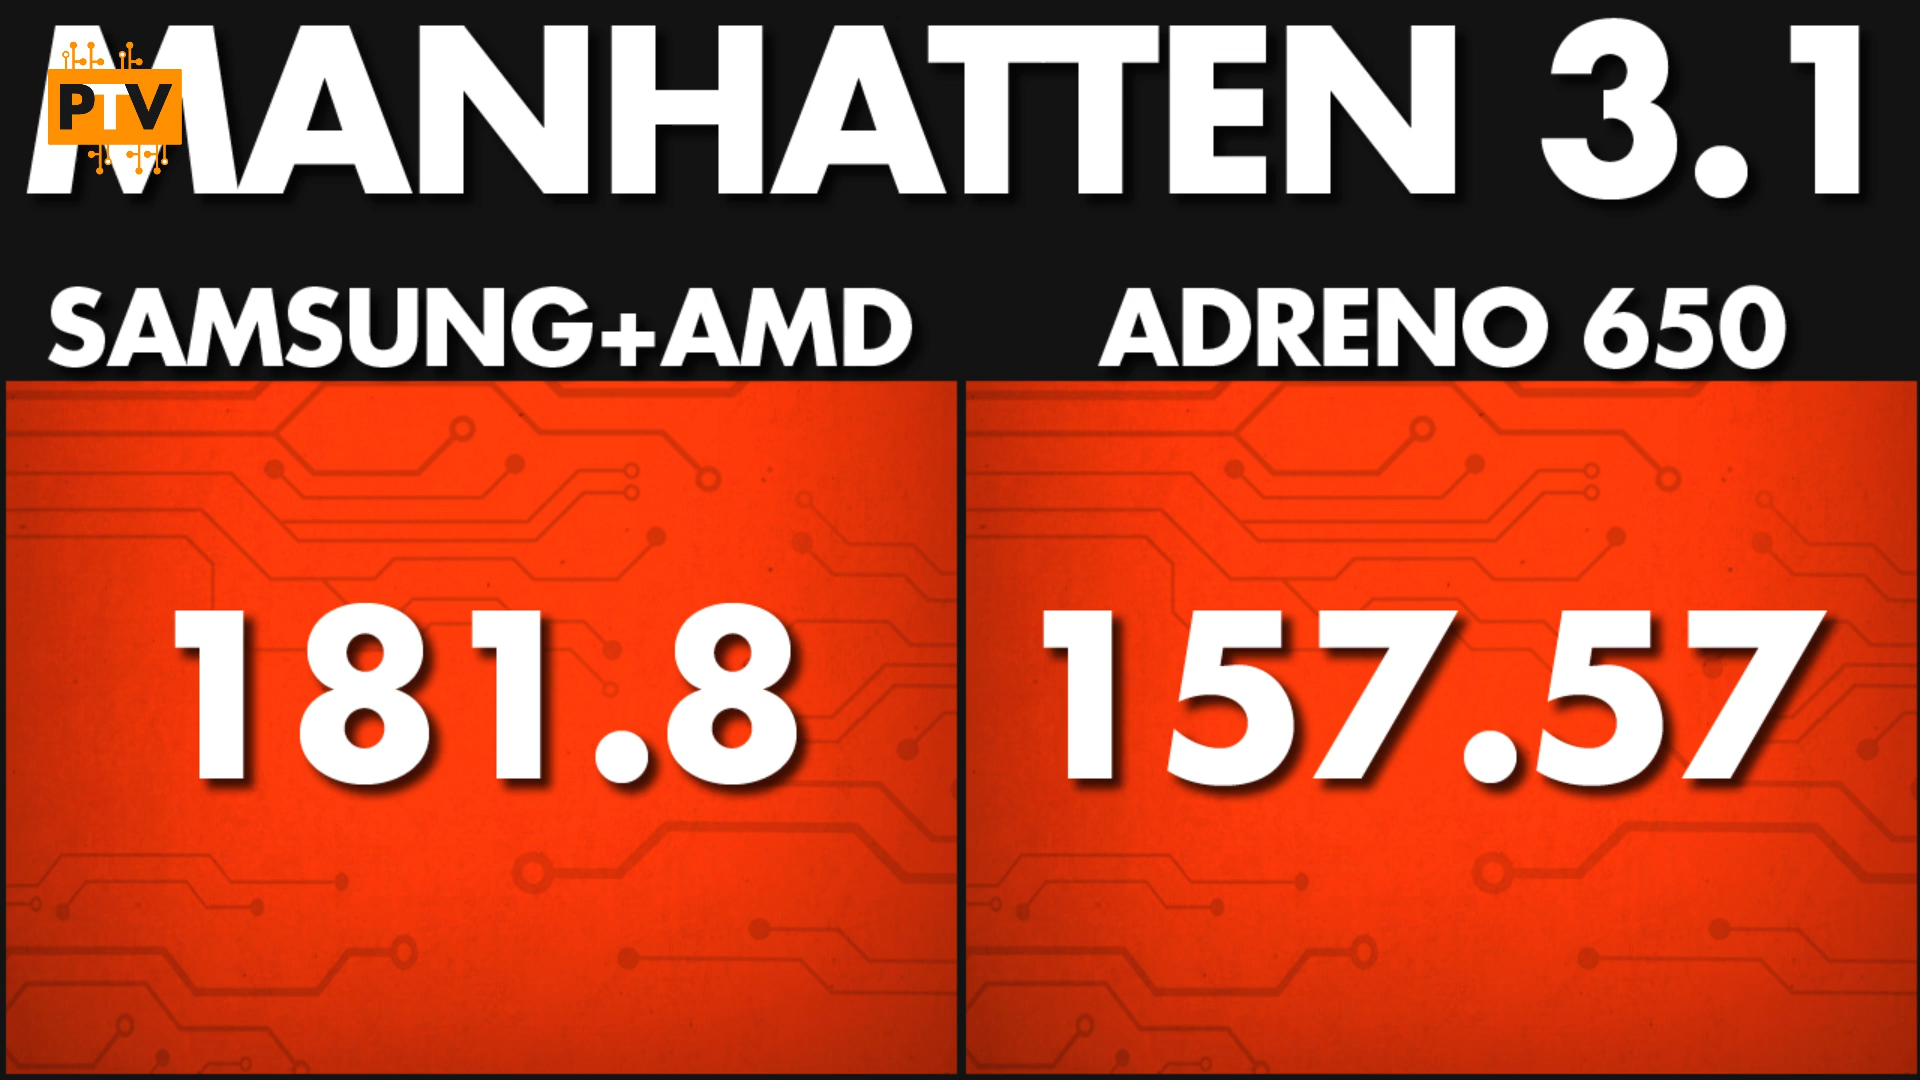 MANHATTEN 3.1
PTV
SAMSUNG+AMD
ADRENO 650
181.8
157.57